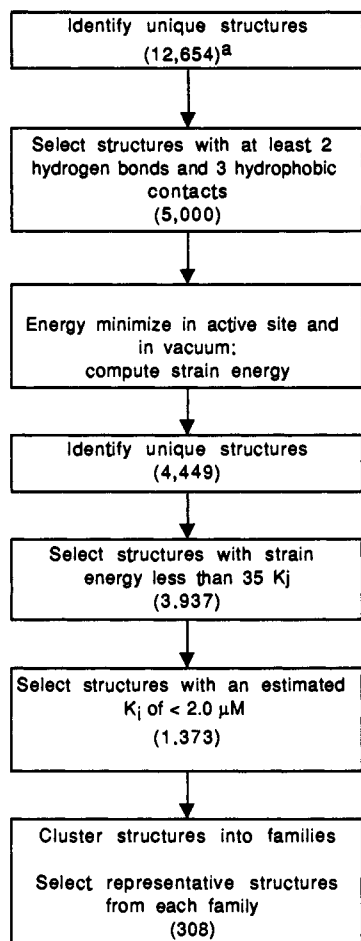 Identify unique structures
(12,654)a
Select structures with at least 2
hydrogen bonds and 3 hydrophobic
contacts
(5,000)
Energy minimize in active site and
in vacuum:
compute strain energy
Identify unique structures
(4,449)
Select structures with strain
energy less than 35 Kj
(3.937)
Select structures with an estimated
Ki of < 2.0 μM
(1.373)
Cluster structures into families
Select representative structures
from each family
(308)